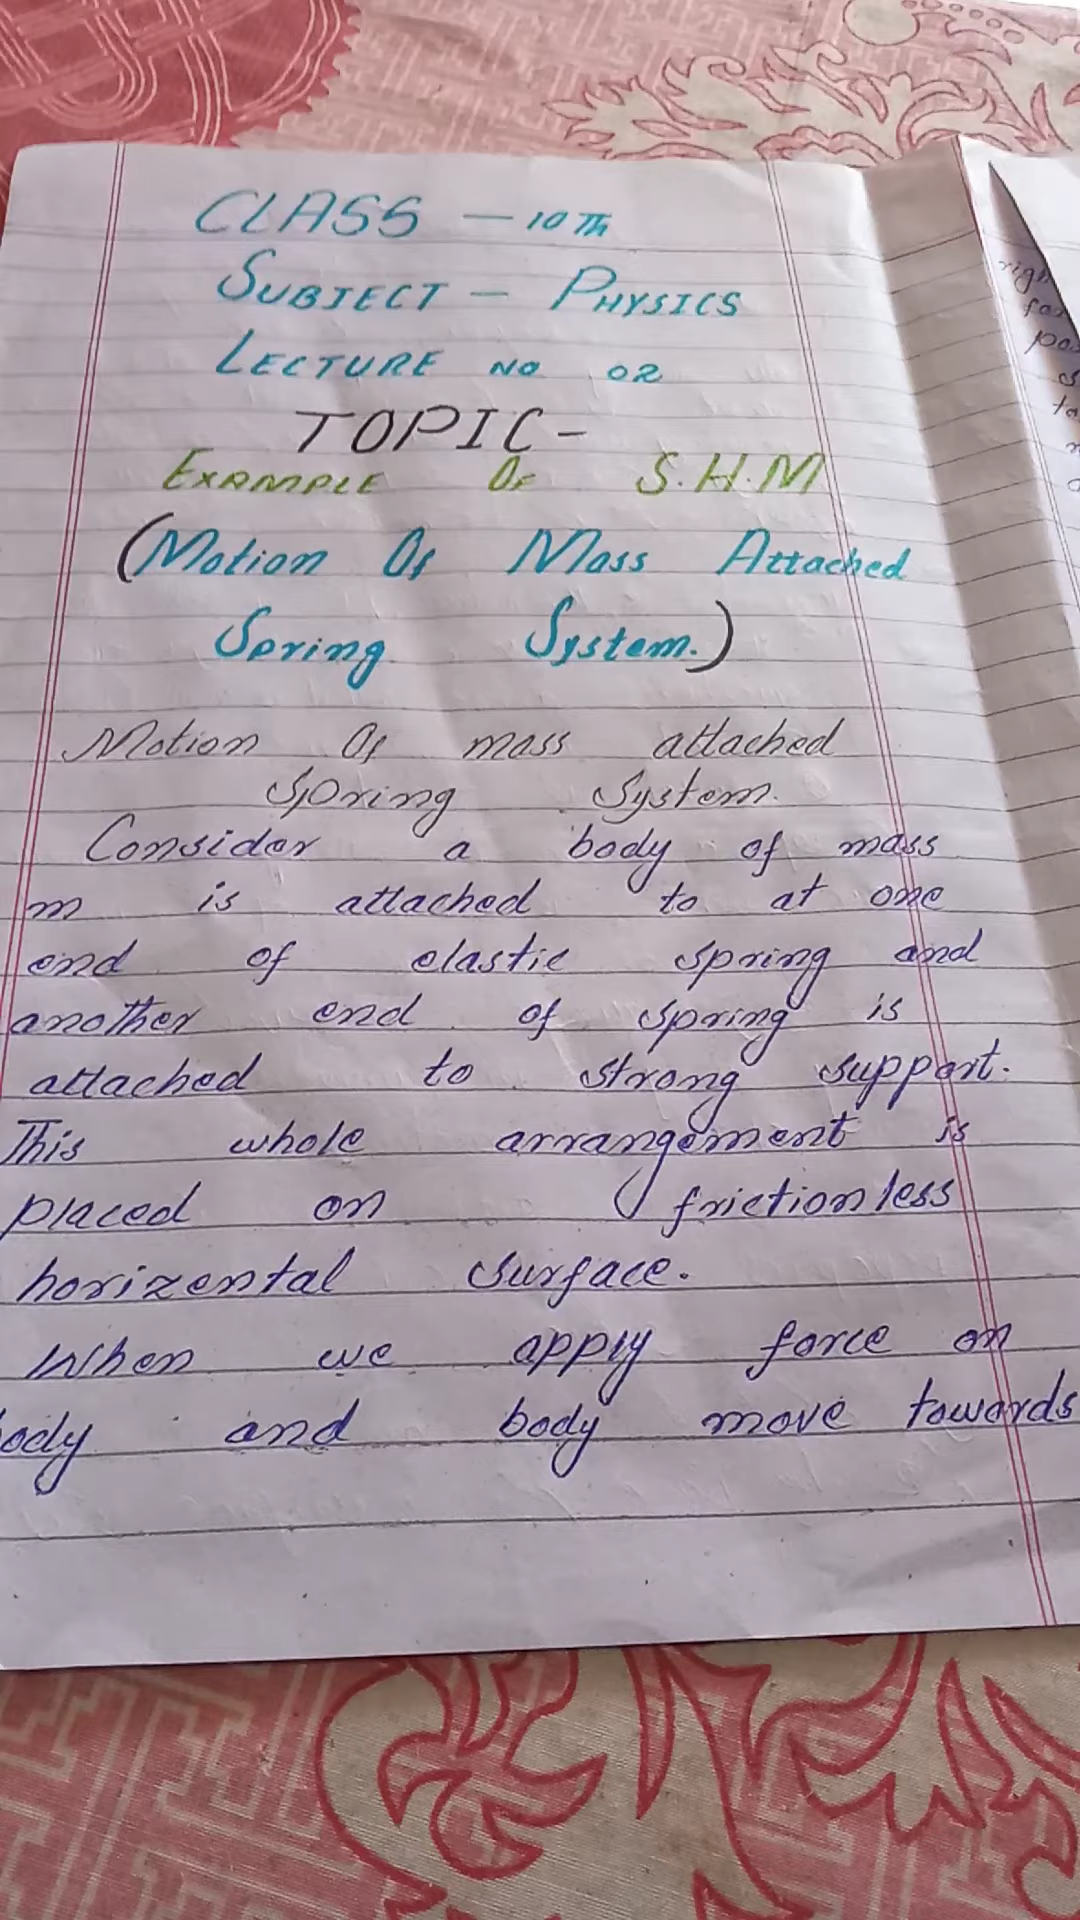 CLASS - 10Th
SUBJECT - PHYSICS
LECTURE NO 02
TOPIC-
EXAMPLE OF S.H.M
(Motion Of Mass Attached
Spring System.)
Motion Of mass attached
Spring System.
Consider a body of mass
m is attached to at one
end of elastic spring and
another end of spring is
attached to strong support.
This whole arrangement is
placed on frictionless
horizental surface.
When we apply force on
ody and body move towards